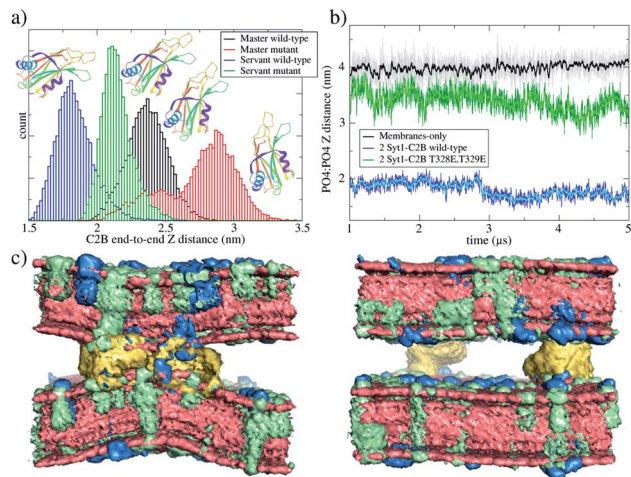 a)
Master wild-type
Master mutant
Servant wild-type
Servant mutant
count
1.5 2 2.5 3 3.5
C2B end-to-end Z distance (nm)
b)
PO4:PO4 Z distance (nm)
4
3
2
Membranes-only
2 Syt1-C2B wild-type
2 Syt1-C2B T328E,T329E
1 2 3 4 5
time (µs)
c)